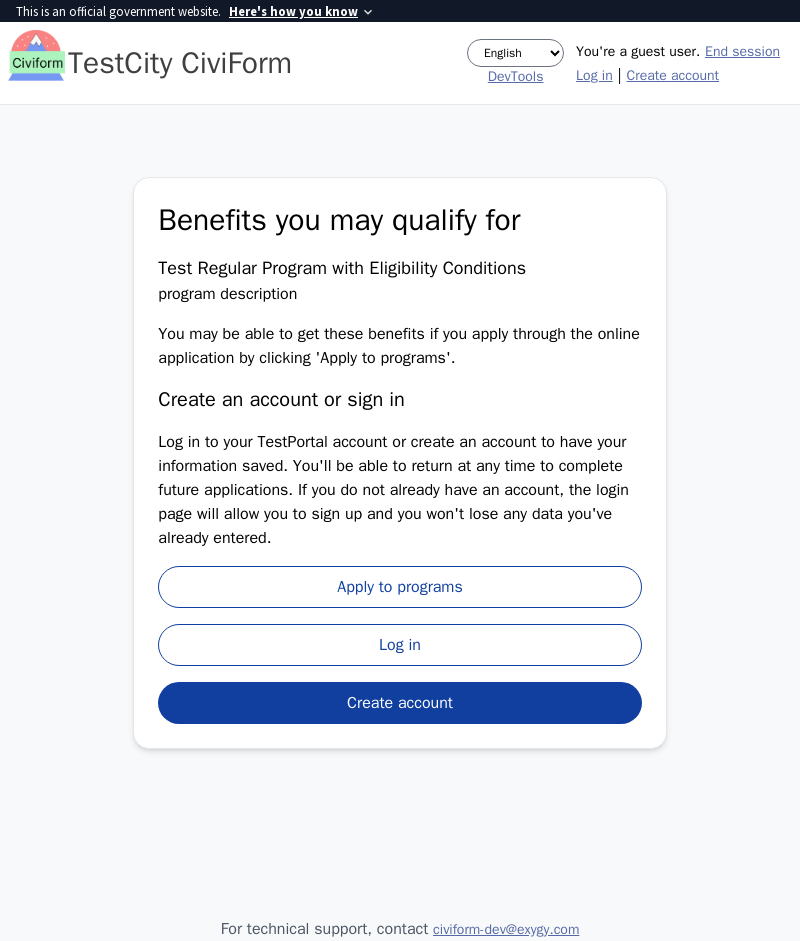 This is an official government website. Here's how you know
Civiform
TestCity CiviForm
English
You're a guest user. End session
DevTools
Log in | Create account
Benefits you may qualify for
Test Regular Program with Eligibility Conditions
program description
You may be able to get these benefits if you apply through the online
application by clicking 'Apply to programs'.
Create an account or sign in
Log in to your TestPortal account or create an account to have your
information saved. You'll be able to return at any time to complete
future applications. If you do not already have an account, the login
page will allow you to sign up and you won't lose any data you've
already entered.
Apply to programs
Log in
Create account
For technical support, contact civiform-dev@exygy.com